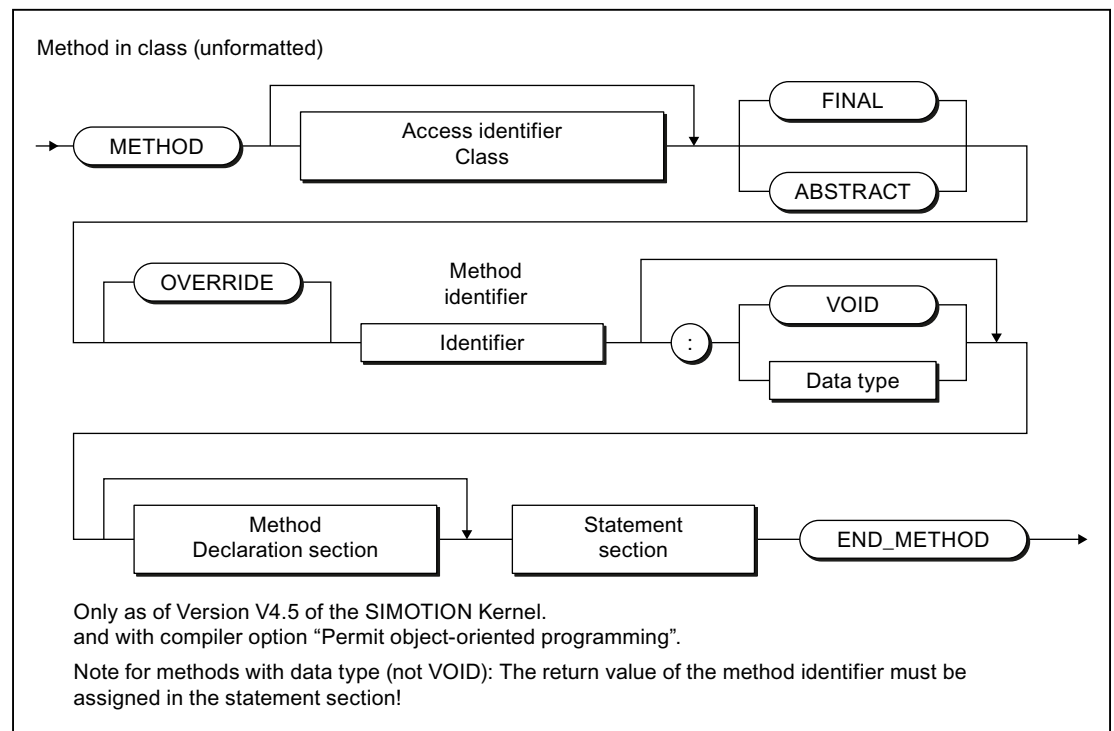 Method in class (unformatted)
FINAL
METHOD
Access identifier
Class
ABSTRACT
OVERRIDE
Method
identifier
VOID
Identifier
:
Data type
Method
Declaration section
Statement
section
END_METHOD
Only as of Version V4.5 of the SIMOTION Kernel.
and with compiler option “Permit object-oriented programming”.
Note for methods with data type (not VOID): The return value of the method identifier must be
assigned in the statement section!